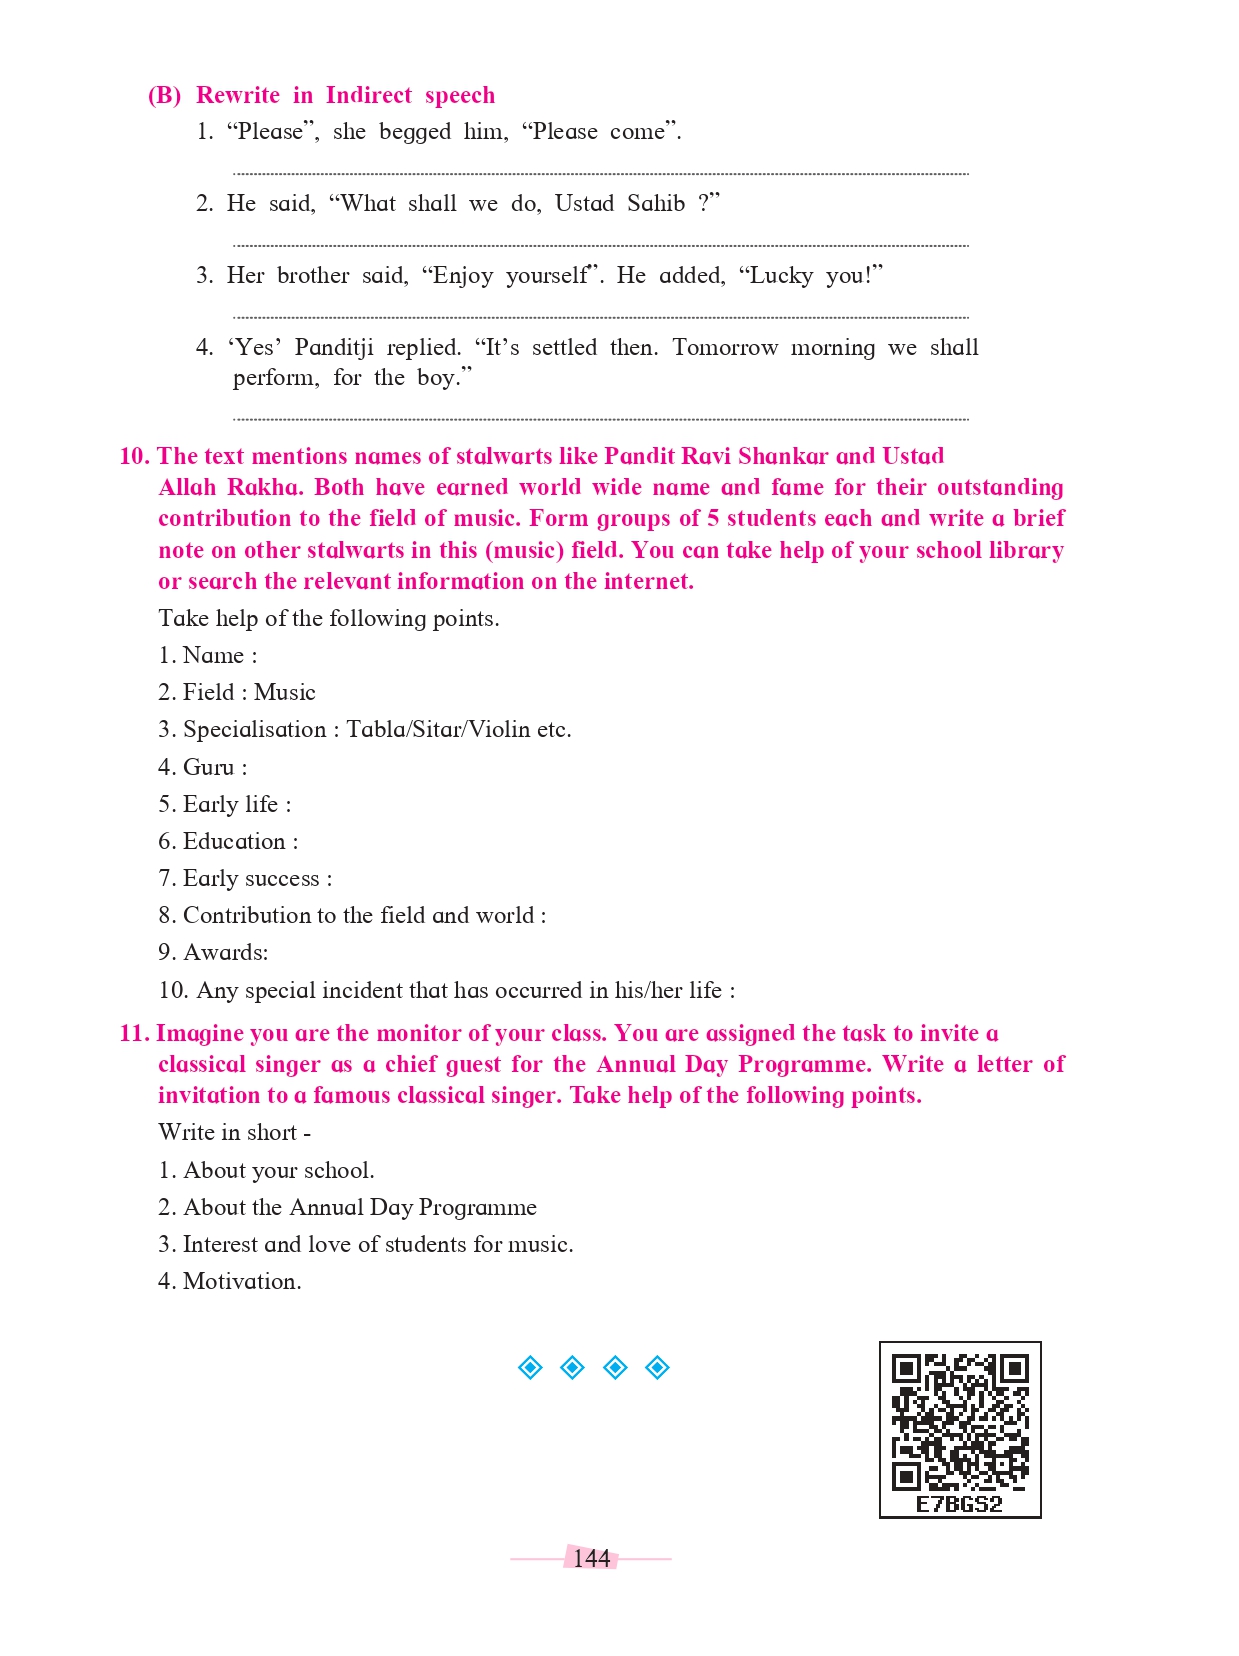 (B) Rewrite in Indirect speech
1. “Please”, she begged him, “Please come”.
2. He said, “What shall we do, Ustad Sahib ?”
3. Her brother said, “Enjoy yourself”. He added, “Lucky you!”
4. ‘Yes’ Panditji replied. “It’s settled then. Tomorrow morning we shall
perform, for the boy.”
10. The text mentions names of stalwarts like Pandit Ravi Shankar and Ustad
Allah Rakha. Both have earned world wide name and fame for their outstanding
contribution to the field of music. Form groups of 5 students each and write a brief
note on other stalwarts in this (music) field. You can take help of your school library
or search the relevant information on the internet.
Take help of the following points.
1. Name :
2. Field : Music
3. Specialisation : Tabla/Sitar/Violin etc.
4. Guru :
5. Early life :
6. Education :
7. Early success :
8. Contribution to the field and world :
9. Awards:
10. Any special incident that has occurred in his/her life :
11. Imagine you are the monitor of your class. You are assigned the task to invite a
classical singer as a chief guest for the Annual Day Programme. Write a letter of
invitation to a famous classical singer. Take help of the following points.
Write in short -
1. About your school.
2. About the Annual Day Programme
3. Interest and love of students for music.
4. Motivation.
E7BGS2
144